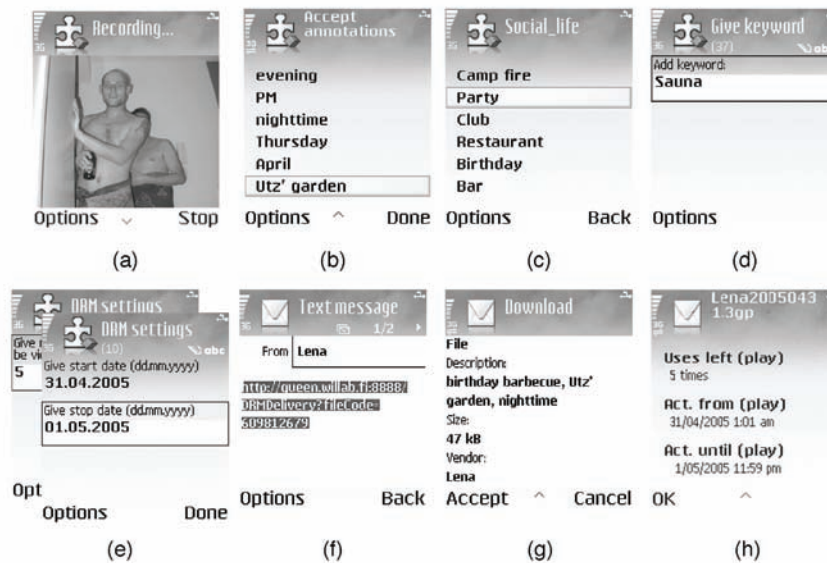 Recording...
Options
Stop
(a)
Accept
annotations
evening
PM
nighttime
Thursday
April
Utz' garden
Options
Done
(b)
Social_life
Camp fire
Party
Club
Restaurant
Birthday
Bar
Options
Back
(c)
Give keyword
(37)
abc
Add keyword:
Sauna
Options
(d)
DRM settings
Give
be
5
Opt
DRM settings
(10)
abc
Give start date (dd.mm.yyyy)
31.04.2005
Give stop date (dd.mm.yyyy)
01.05.2005
Options
Done
(e)
Text message
1/2
From Lena
http://queen.willab.fi:8888/
DRMDelivery?fileCode=
609812679
Options
Back
(f)
Download
File
Description:
birthday barbecue, Utz'
garden, nighttime
Size:
47 kB
Vendor:
Lena
Accept
Cancel
(g)
Lena2005043
1.3gp
Uses left (play)
5 times
Act. from (play)
31/04/2005 1:01 am
Act. until (play)
1/05/2005 11:59 pm
OK
(h)